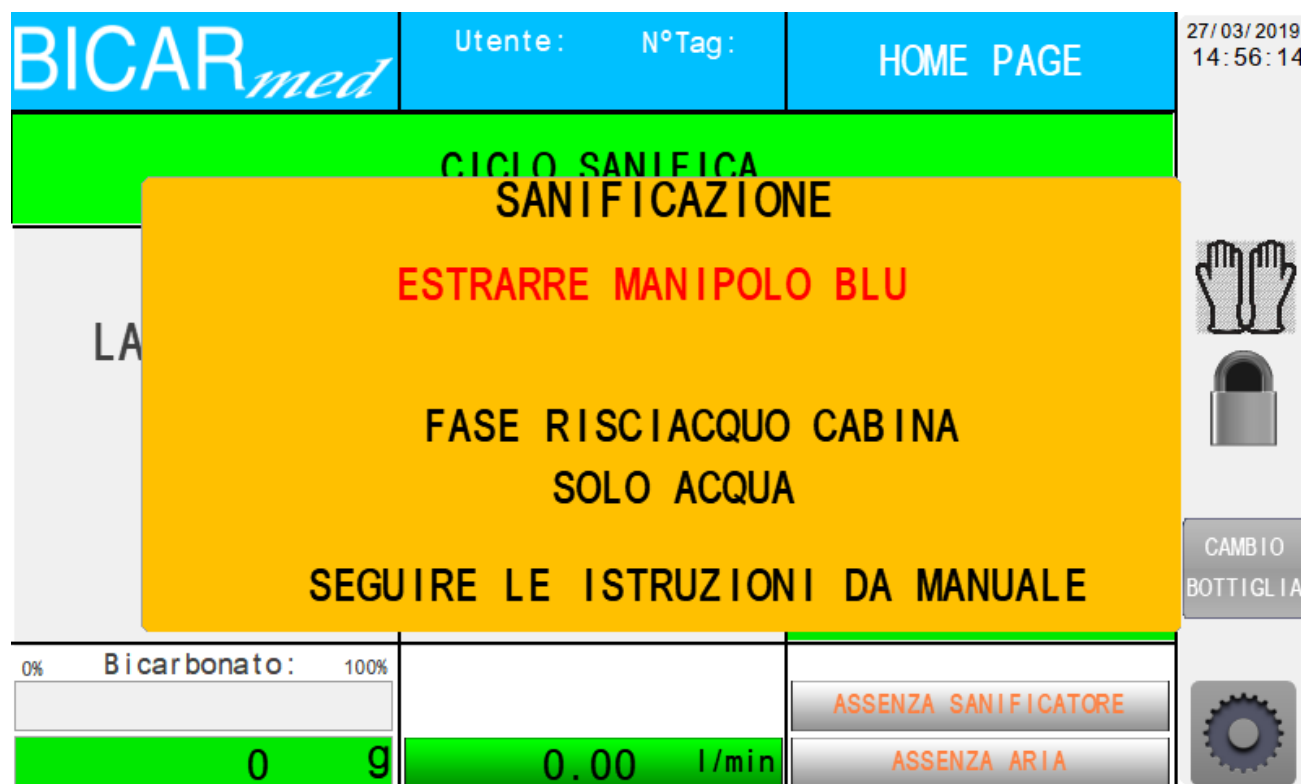 BICARmed
Utente: N°Tag:
HOME PAGE
27/03/2019
14:56:14
CICLO SANIFICA
SANIFICAZIONE
ESTRARRE MANIPOLO BLU
LA
FASE RISCIACQUO CABINA
SOLO ACQUA
SEGUIRE LE ISTRUZIONI DA MANUALE
CAMBIO
BOTTIGLIA
0% Bicarbonato: 100%
ASSENZA SANIFICATORE
0 g
0.00 l/min
ASSENZA ARIA